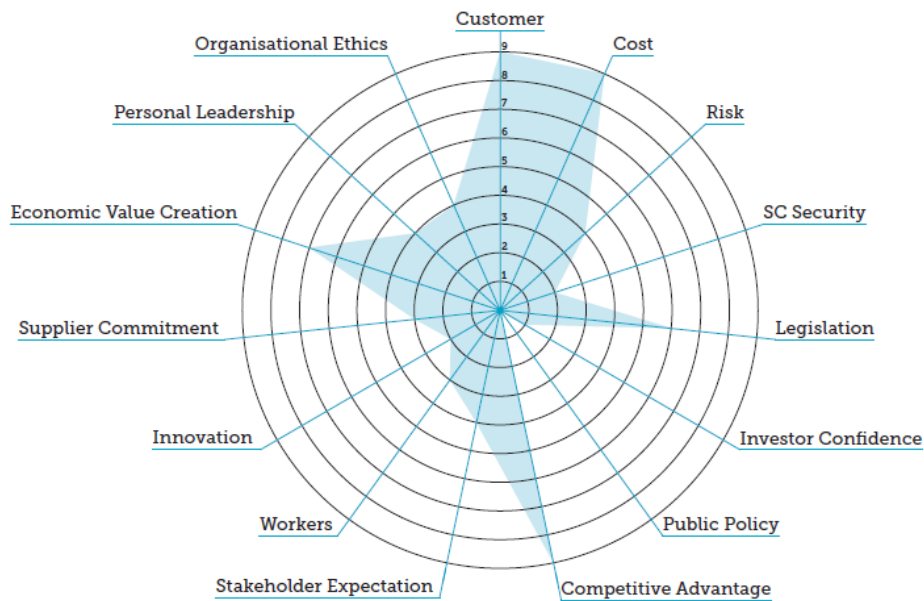 Customer
Organisational Ethics
Cost
9
8
Personal Leadership
Risk
7
6
5
Economic Value Creation
SC Security
4
3
2
1
Supplier Commitment
Legislation
Innovation
Investor Confidence
Workers
Public Policy
Stakeholder Expectation
Competitive Advantage